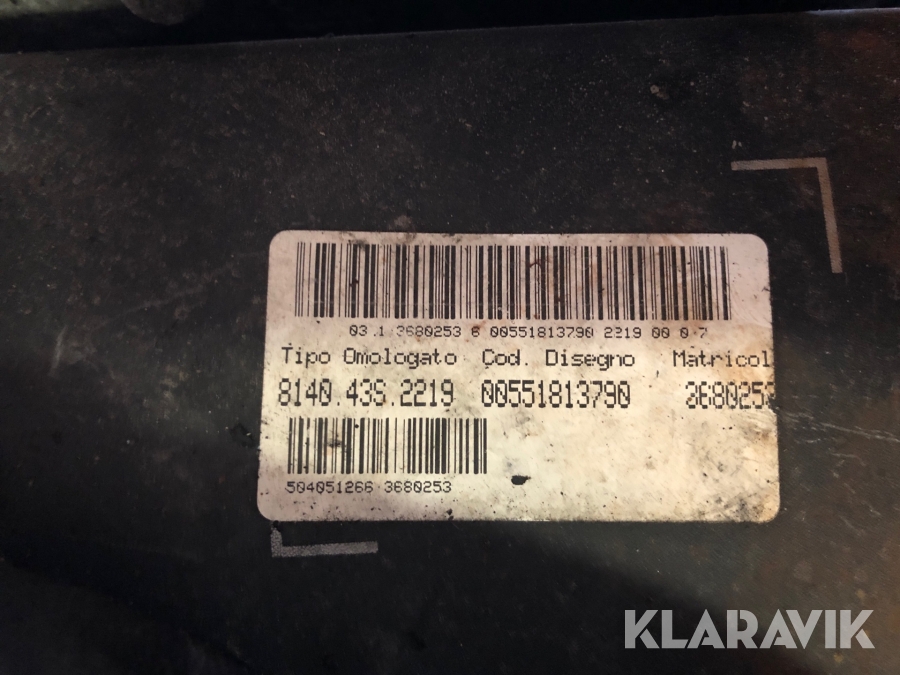 03.1 3680253 6 00551813790 2219 00 0 7
Tipo Omologato Cod. Disegno Matricol
8140.43S.2219 00551813790 3680253
504051266 3680253
KLARAVIK